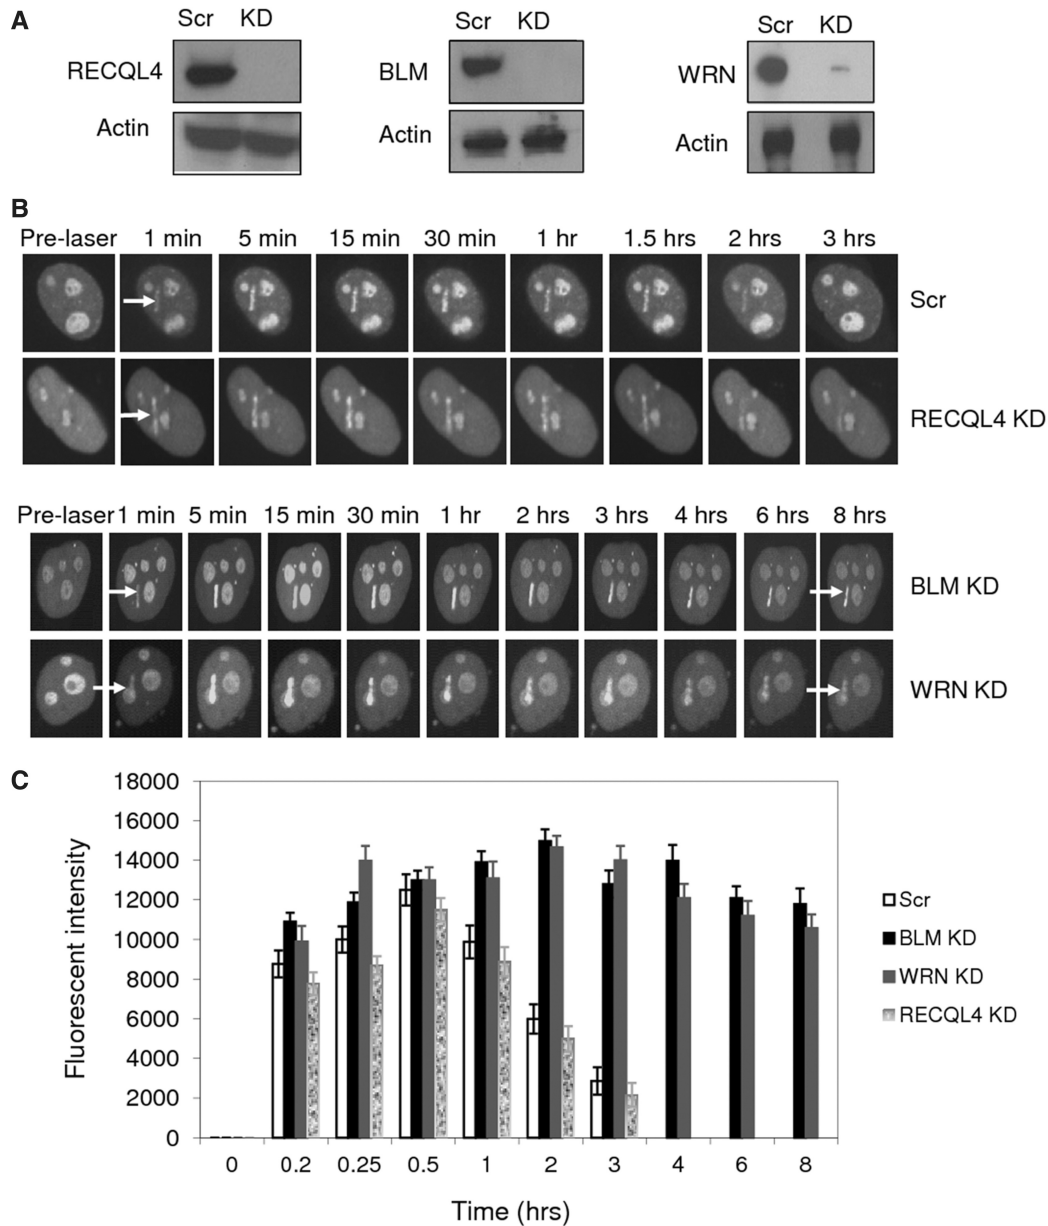 A
Scr KD
RECQL4
Actin
Scr KD
BLM
Actin
Scr KD
WRN
Actin
B
Pre-laser 1 min 5 min 15 min 30 min 1 hr 1.5 hrs 2 hrs 3 hrs
Scr
RECQL4 KD
Pre-laser 1 min 5 min 15 min 30 min 1 hr 2 hrs 3 hrs 4 hrs 6 hrs 8 hrs
BLM KD
WRN KD
C
Fluorescent intensity
18000
16000
14000
12000
10000
8000
6000
4000
2000
0
0 0.2 0.25 0.5 1 2 3 4 6 8
Time (hrs)
Scr
BLM KD
WRN KD
RECQL4 KD